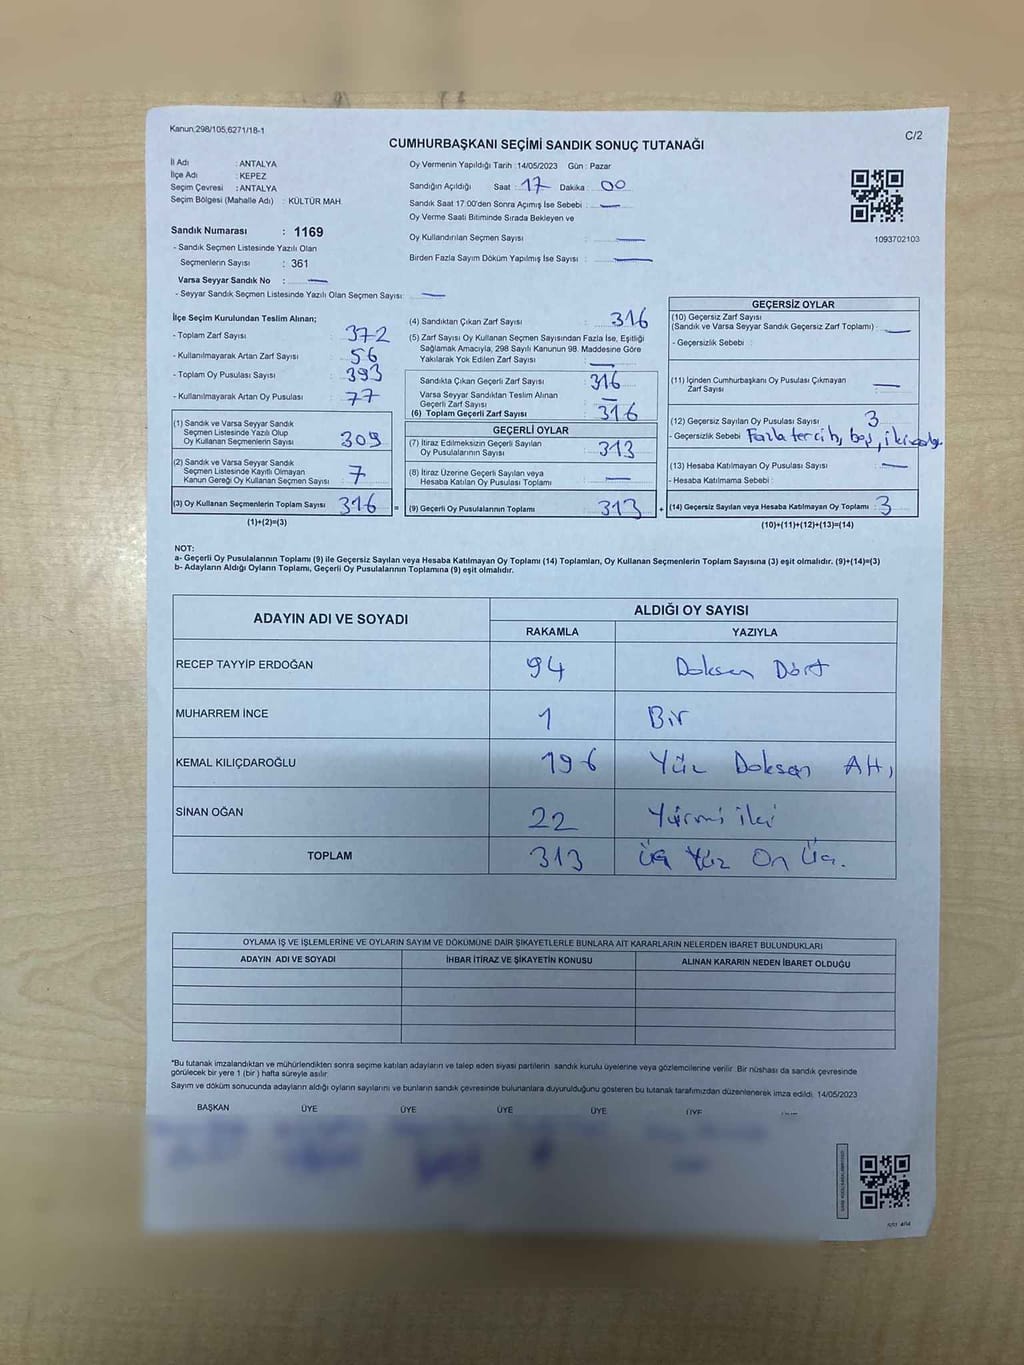 Kanun;298/105,6271/18-1
C/2
CUMHURBAŞKANI SEÇİMİ SANDIK SONUÇ TUTANAĞI
İl Adı : ANTALYA
İlçe Adı : KEPEZ
Seçim Çevresi : ANTALYA
Seçim Bölgesi (Mahalle Adı) : KÜLTÜR MAH.
Sandık Numarası : 1169
- Sandık Seçmen Listesinde Yazılı Olan
Seçmenlerin Sayısı : 361
Varsa Seyyar Sandık No : —
- Seyyar Sandık Seçmen Listesinde Yazılı Olan Seçmen Sayısı: —
Oy Vermenin Yapıldığı Tarih :14/05/2023 Gün : Pazar
Sandığın Açıldığı Saat : 17 Dakika : 00
Sandık Saat 17:00'den Sonra Açımış İse Sebebi : —
Oy Verme Saati Bitiminde Sırada Bekleyen ve
Oy Kullandırılan Seçmen Sayısı : —
Birden Fazla Sayım Döküm Yapılmış İse Sayısı : —
1093702103
İlçe Seçim Kurulundan Teslim Alınan;
- Toplam Zarf Sayısı : 372
- Kullanılmayarak Artan Zarf Sayısı : 56
- Toplam Oy Pusulası Sayısı : 393
- Kullanılmayarak Artan Oy Pusulası : 77
(1) Sandık ve Varsa Seyyar Sandık
Seçmen Listesinde Yazılı Olup
Oy Kullanan Seçmenlerin Sayısı 309
(2) Sandık ve Varsa Seyyar Sandık
Seçmen Listesinde Kayıtlı Olmayan
Kanun Gereği Oy Kullanan Seçmen Sayısı : 7
(3) Oy Kullanan Seçmenlerin Toplam Sayısı : 316 =
(1)+(2)=(3)
(4) Sandıktan Çıkan Zarf Sayısı : 316
(5) Zarf Sayısı Oy Kullanan Seçmen Sayısından Fazla İse, Eşitliği
Sağlamak Amacıyla, 298 Sayılı Kanunun 98. Maddesine Göre
Yakılarak Yok Edilen Zarf Sayısı : —
Sandıkta Çıkan Geçerli Zarf Sayısı : 316
Varsa Seyyar Sandıktan Teslim Alınan
Geçerli Zarf Sayısı : —
(6) Toplam Geçerli Zarf Sayısı : 316
GEÇERLİ OYLAR
(7) İtiraz Edilmeksizin Geçerli Sayılan
Oy Pusulalarının Sayısı : 313
(8) İtiraz Üzerine Geçerli Sayılan veya
Hesaba Katılan Oy Pusulası Toplamı : —
(9) Geçerli Oy Pusulalarının Toplamı : 313 +
GEÇERSİZ OYLAR
(10) Geçersiz Zarf Sayısı
(Sandık ve Varsa Seyyar Sandık Geçersiz Zarf Toplamı) : —
- Geçersizlik Sebebi :
(11) İçinden Cumhurbaşkanı Oy Pusulası Çıkmayan
Zarf Sayısı : —
(12) Geçersiz Sayılan Oy Pusulası Sayısı : 3
- Geçersizlik Sebebi : Fazla tercih, boş,
(13) Hesaba Katılmayan Oy Pusulası Sayısı : —
- Hesaba Katılmama Sebebi :
(14) Geçersiz Sayılan veya Hesaba Katılmayan Oy Toplamı : 3
(10)+(11)+(12)+(13)=(14)
NOT:
a- Geçerli Oy Pusulalarının Toplamı (9) ile Geçersiz Sayılan veya Hesaba Katılmayan Oy Toplamı (14) Toplamları, Oy Kullanan Seçmenlerin Toplam Sayısına (3) eşit olmalıdır. (9)+(14)=(3)
b- Adayların Aldığı Oyların Toplamı, Geçerli Oy Pusulalarının Toplamına (9) eşit olmalıdır.
ADAYIN ADI VE SOYADI ALDIĞI OY SAYISI
RAKAMLA YAZIYLA
RECEP TAYYİP ERDOĞAN 94 Doksan Dört
MUHARREM İNCE 1 Bir
KEMAL KILIÇDAROĞLU 196 Yüz Doksan Altı
SİNAN OĞAN 22 Yirmi iki
TOPLAM 313 Üç Yüz On Üç.
OYLAMA İŞ VE İŞLEMLERİNE VE OYLARIN SAYIM VE DÖKÜMÜNE DAİR ŞİKAYETLERLE BUNLARA AİT KARARLARIN NELERDEN İBARET BULUNDUKLARI
ADAYIN ADI VE SOYADI İHBAR İTİRAZ VE ŞİKAYETİN KONUSU ALINAN KARARIN NEDEN İBARET OLDUĞU
*Bu tutanak imzalandıktan ve mühürlendikten sonra seçime katılan adayların ve talep eden siyasi partilerin sandık kurulu üyelerine veya gözlemcilerine verilir. Bir nüshası da sandık çevresinde
görülecek bir yere 1 (bir) hafta süreyle asılır.
Sayım ve döküm sonucunda adayların aldığı oyların sayılarını ve bunların sandık çevresinde bulunanlara duyurulduğunu gösteren bu tutanak tarafımızdan düzenlenerek imza edildi. 14/05/2023
BAŞKAN ÜYE ÜYE ÜYE ÜYE ÜYE